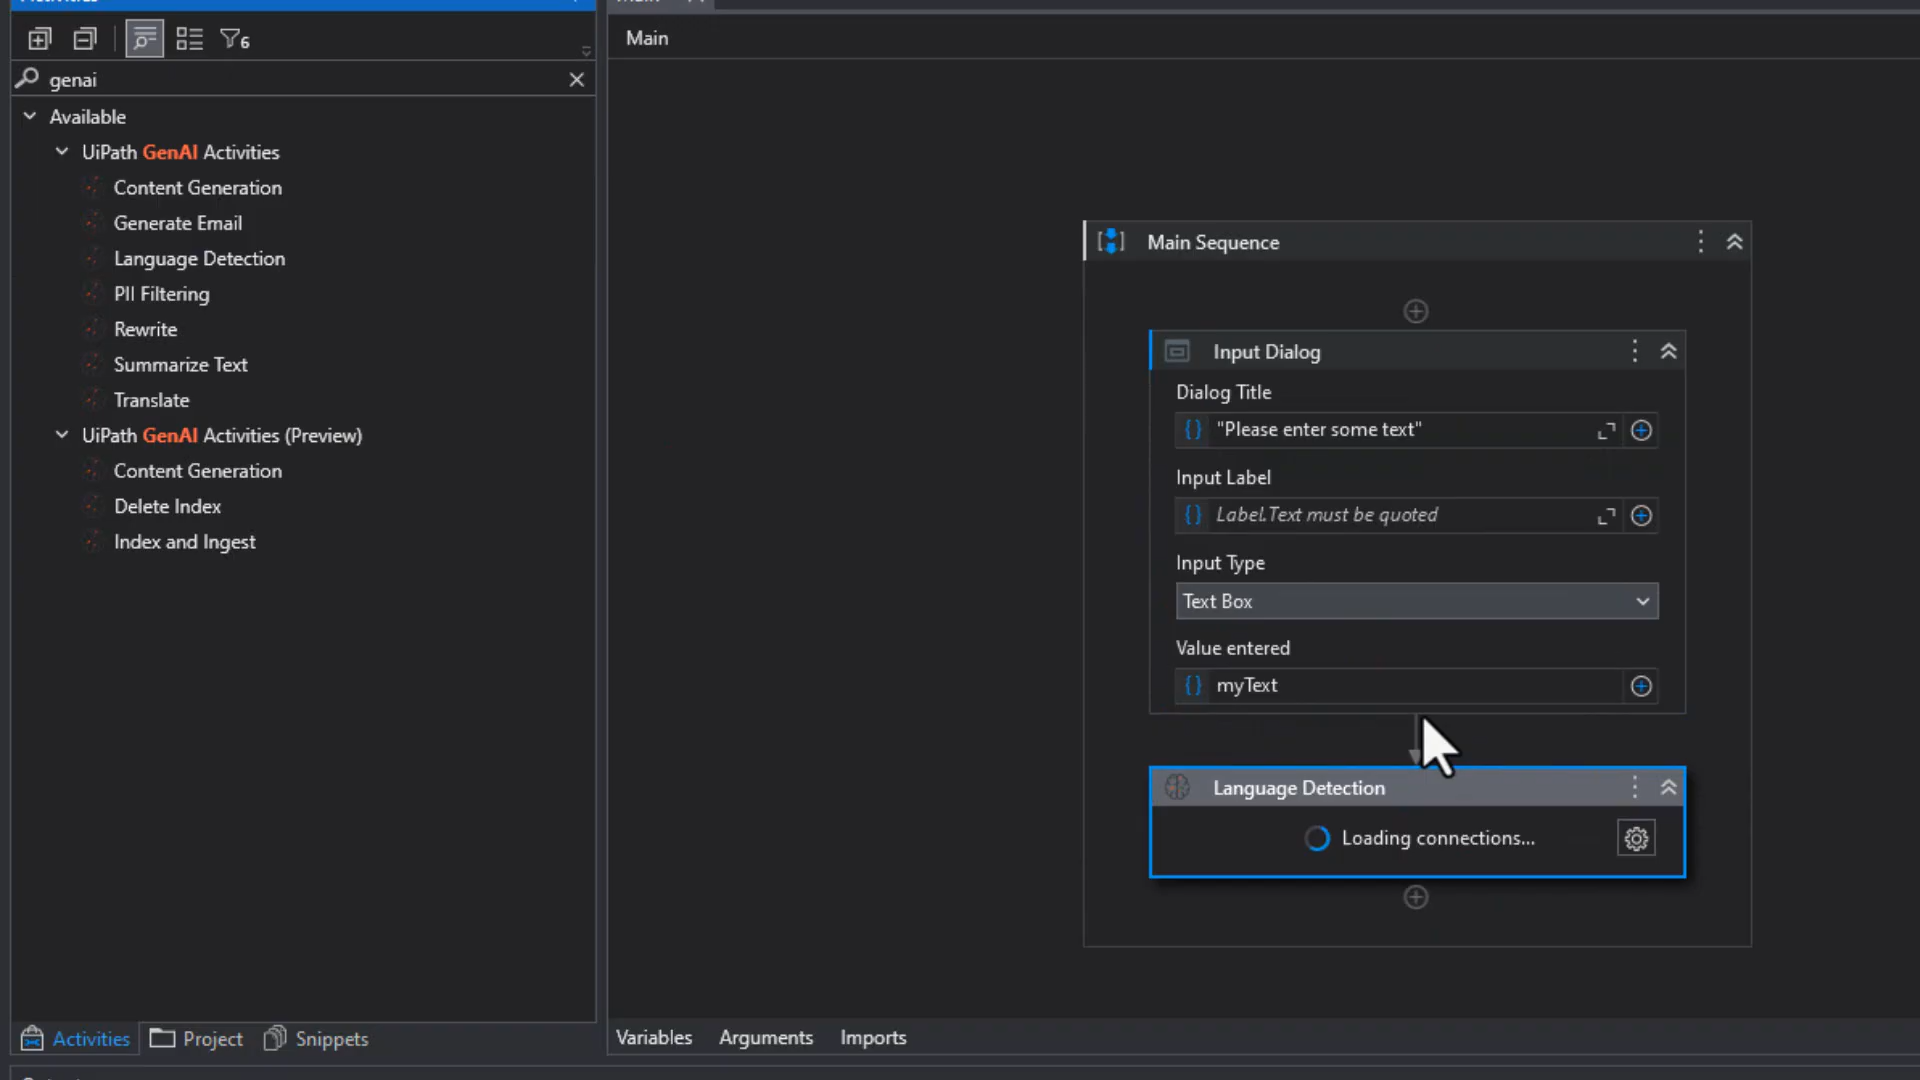 Activities
Main
6
Main
genai
Available
UiPath GenAI Activities
Content Generation
Generate Email
Language Detection
PII Filtering
Rewrite
Summarize Text
Translate
UiPath GenAI Activities (Preview)
Content Generation
Delete Index
Index and Ingest
Main Sequence
Input Dialog
Dialog Title
"Please enter some text"
Input Label
Label.Text must be quoted
Input Type
Text Box
Value entered
myText
Language Detection
Loading connections...
Activities
Project
Snippets
Variables
Arguments
Imports